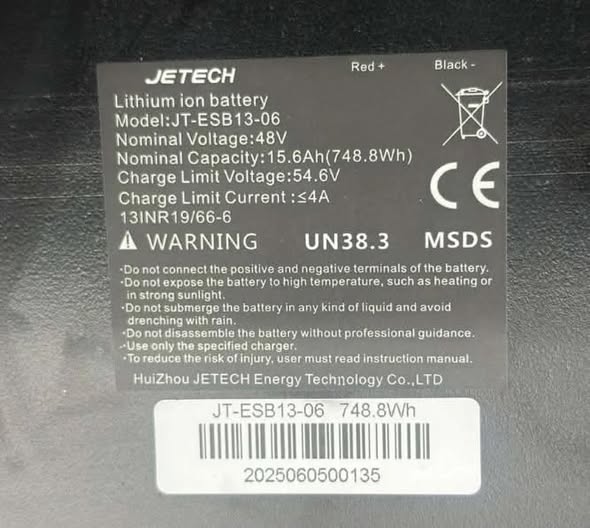 JETECH
Red + Black -
Lithium ion battery
Model:JT-ESB13-06
Nominal Voltage:48V
Nominal Capacity:15.6Ah(748.8Wh)
Charge Limit Voltage:54.6V
Charge Limit Current :≤4A
13INR19/66-6
CE
⚠ WARNING UN38.3 MSDS
·Do not connect the positive and negative terminals of the battery.
·Do not expose the battery to high temperature, such as heating or
in strong sunlight.
·Do not submerge the battery in any kind of liquid and avoid
drenching with rain.
·Do not disassemble the battery without professional guidance.
·Use only the specified charger.
·To reduce the risk of injury, user must read instruction manual.
HuiZhou JETECH Energy Technology Co.,LTD
JT-ESB13-06 748.8Wh
2025060500135